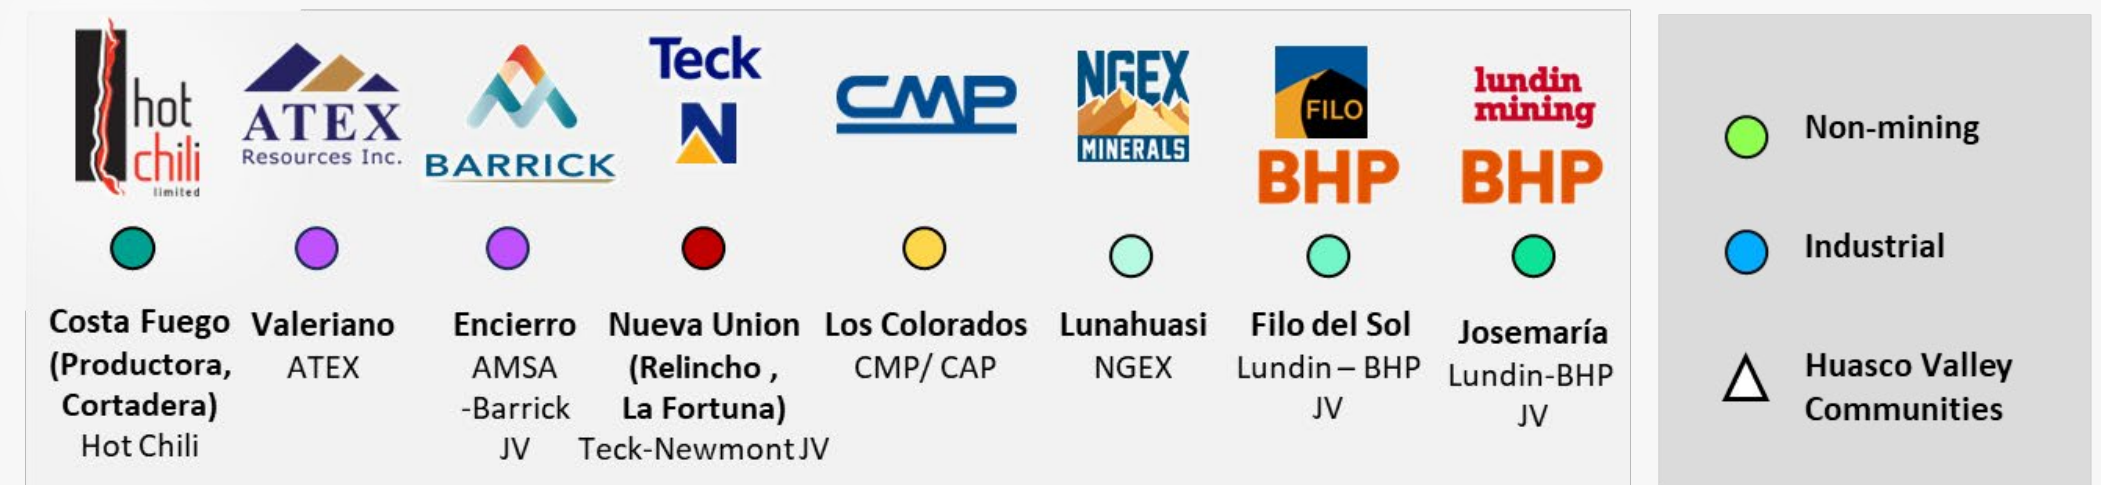 hot
chili
limited
ATEX
Resources Inc.
BARRICK
Teck
N
CMP
NGEX
MINERALS
FILO
BHP
lundin
mining
BHP
Costa Fuego
(Productora,
Cortadera)
Hot Chili
Valeriano
ATEX
Encierro
AMSA
-Barrick
JV
Nueva Union
(Relincho ,
La Fortuna)
Teck-Newmont JV
Los Colorados
CMP/ CAP
Lunahuasi
NGEX
Filo del Sol
Lundin – BHP
JV
Josemaría
Lundin-BHP
JV
Non-mining
Industrial
Huasco Valley
Communities